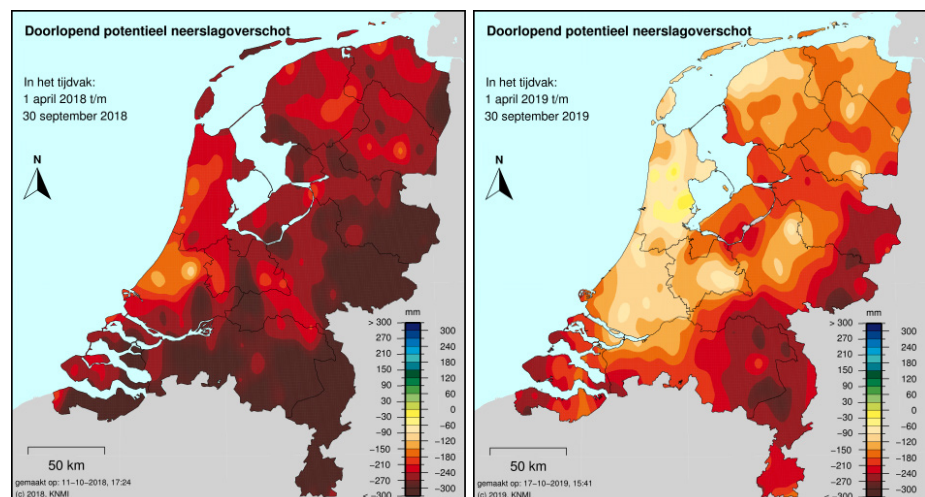 Doorlopend potentieel neerslagoverschot
In het tijdvak:
1 april 2018 t/m
30 september 2018
N
mm
> 300
300
270
240
210
180
150
120
90
60
30
0
-30
-60
-90
-120
-150
-180
-210
-240
-270
-300
< -300
50 km
gemaakt op: 11-10-2018, 17:24
(c) 2018, KNMI
Doorlopend potentieel neerslagoverschot
In het tijdvak:
1 april 2019 t/m
30 september 2019
N
mm
> 300
300
270
240
210
180
150
120
90
60
30
0
-30
-60
-90
-120
-150
-180
-210
-240
-270
-300
< -300
50 km
gemaakt op: 17-10-2019, 15:41
(c) 2019, KNMI